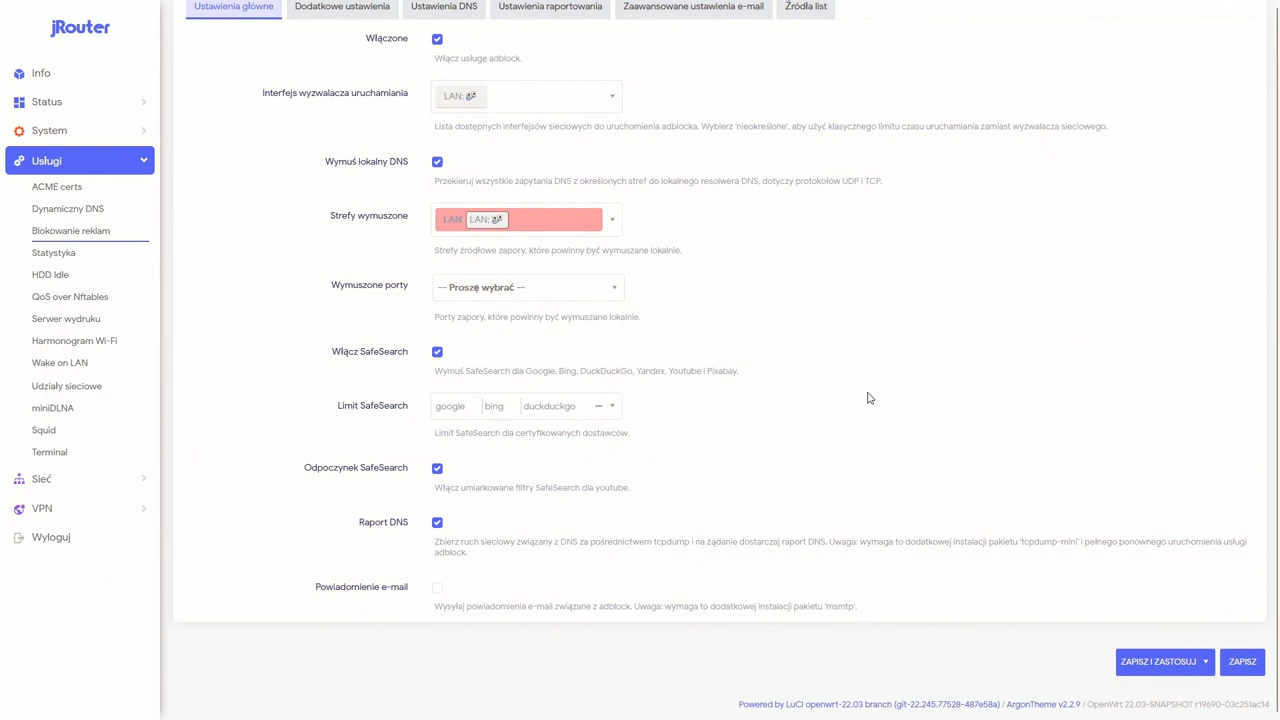 jRouter
Info
Status
System
Usługi
ACME certs
Dynamiczny DNS
Blokowanie reklam
Statystyka
HDD Idle
QoS over Nftables
Serwer wydruku
Harmonogram Wi-Fi
Wake on LAN
Udziały sieciowe
miniDLNA
Squid
Terminal
Sieć
VPN
Wyloguj
Ustawienia główne
Dodatkowe ustawienia
Ustawienia DNS
Ustawienia raportowania
Zaawansowane ustawienia e-mail
Źródła list
Włączone
Włącz usługę adblock.
Interfejs wyzwalacza uruchamiania
LAN:
Lista dostępnych interfejsów sieciowych do uruchomienia adblocka. Wybierz 'nieokreślone', aby użyć klasycznego limitu czasu uruchamiania zamiast wyzwalacza sieciowego.
Wymuś lokalny DNS
Przekieruj wszystkie zapytania DNS z określonych stref do lokalnego resolwera DNS, dotyczy protokołów UDP i TCP.
Strefy wymuszone
LAN LAN:
Strefy źródłowe zapory, które powinny być wymuszane lokalnie.
Wymuszone porty
-- Proszę wybrać --
Porty zapory, które powinny być wymuszane lokalnie.
Włącz SafeSearch
Wymuś SafeSearch dla Google, Bing, DuckDuckGo, Yandex, Youtube i Pixabay.
Limit SafeSearch
google bing duckduckgo ···
Limit SafeSearch dla certyfikowanych dostawców.
Odpoczynek SafeSearch
Włącz umiarkowane filtry SafeSearch dla youtube.
Raport DNS
Zbierz ruch sieciowy związany z DNS za pośrednictwem tcpdump i na żądanie dostarczaj raport DNS. Uwaga: wymaga to dodatkowej instalacji pakietu 'tcpdump-mini' i pełnego ponownego uruchomienia usługi
adblock.
Powiadomienie e-mail
Wysyłaj powiadomienia e-mail związane z adblock. Uwaga: wymaga to dodatkowej instalacji pakietu 'msmtp'.
ZAPISZ I ZASTOSUJ
ZAPISZ
Powered by LuCI openwrt-22.03 branch (git-22.245.77528-487e58a) / ArgonTheme v2.2.9 / OpenWrt 22.03-SNAPSHOT r19690-03c251ac14